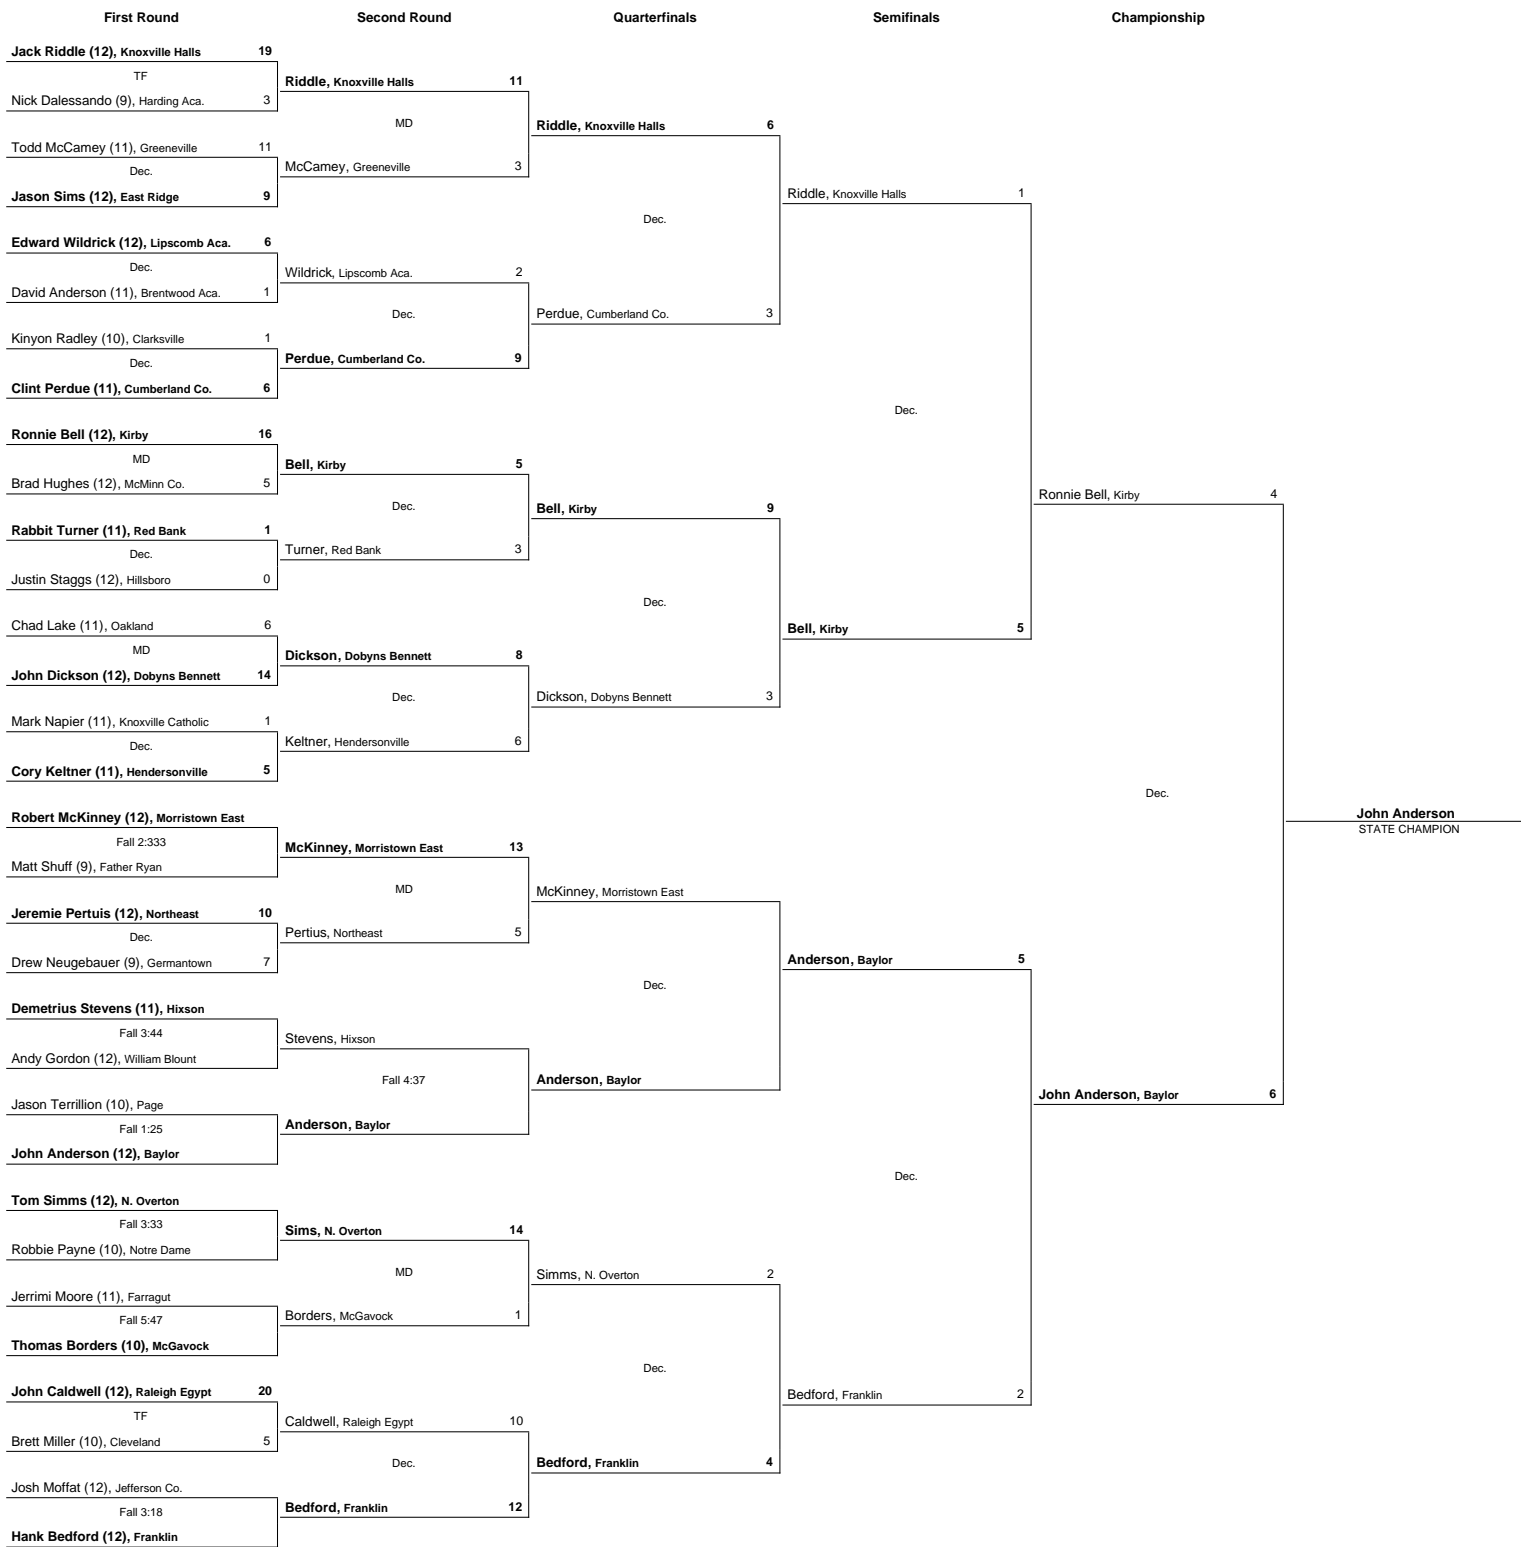 First Round Second Round Quarterfinals Semifinals Championship
Jack Riddle (12), Knoxville Halls 19
TF
Nick Dalessando (9), Harding Aca. 3
Todd McCamey (11), Greeneville 11
Dec.
Jason Sims (12), East Ridge 9
Edward Wildrick (12), Lipscomb Aca. 6
Dec.
David Anderson (11), Brentwood Aca. 1
Kinyon Radley (10), Clarksville 1
Dec.
Clint Perdue (11), Cumberland Co. 6
Ronnie Bell (12), Kirby 16
MD
Brad Hughes (12), McMinn Co. 5
Rabbit Turner (11), Red Bank 1
Dec.
Justin Staggs (12), Hillsboro 0
Chad Lake (11), Oakland 6
MD
John Dickson (12), Dobyns Bennett 14
Mark Napier (11), Knoxville Catholic 1
Dec.
Cory Keltner (11), Hendersonville 5
Robert McKinney (12), Morristown East
Fall 2:333
Matt Shuff (9), Father Ryan
Jeremie Pertuis (12), Northeast 10
Dec.
Drew Neugebauer (9), Germantown 7
Demetrius Stevens (11), Hixson
Fall 3:44
Andy Gordon (12), William Blount
Jason Terrillion (10), Page
Fall 1:25
John Anderson (12), Baylor
Tom Simms (12), N. Overton
Fall 3:33
Robbie Payne (10), Notre Dame
Jerrimi Moore (11), Farragut
Fall 5:47
Thomas Borders (10), McGavock
John Caldwell (12), Raleigh Egypt 20
TF
Brett Miller (10), Cleveland 5
Josh Moffat (12), Jefferson Co.
Fall 3:18
Hank Bedford (12), Franklin
Riddle, Knoxville Halls 11
MD
McCamey, Greeneville 3
Wildrick, Lipscomb Aca. 2
Dec.
Perdue, Cumberland Co. 9
Bell, Kirby 5
Dec.
Turner, Red Bank 3
Dickson, Dobyns Bennett 8
Dec.
Keltner, Hendersonville 6
McKinney, Morristown East 13
MD
Pertius, Northeast 5
Stevens, Hixson
Fall 4:37
Anderson, Baylor
Sims, N. Overton 14
MD
Borders, McGavock 1
Caldwell, Raleigh Egypt 10
Dec.
Bedford, Franklin 12
Riddle, Knoxville Halls 6
Dec.
Perdue, Cumberland Co. 3
Bell, Kirby 9
Dec.
Dickson, Dobyns Bennett 3
McKinney, Morristown East
Dec.
Anderson, Baylor
Simms, N. Overton 2
Dec.
Bedford, Franklin 4
Riddle, Knoxville Halls 1
Dec.
Bell, Kirby 5
Anderson, Baylor 5
Dec.
Bedford, Franklin 2
Ronnie Bell, Kirby 4
Dec.
John Anderson, Baylor 6
John Anderson
STATE CHAMPION